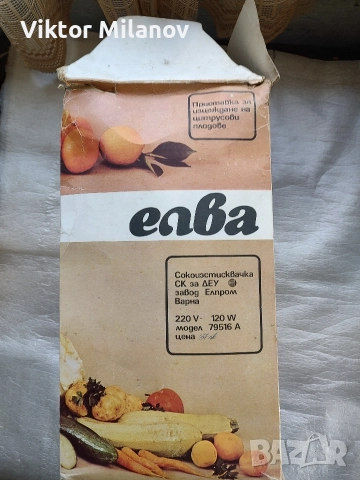 Viktor Milanov
Приставка за
изцеждане на
цитрусови
плодове
елва
Сокоизстисквачка
СК за ДЕУ
завод Елпром
Варна
220 V- 120 W
модел 79516 А
цена
BAZAR